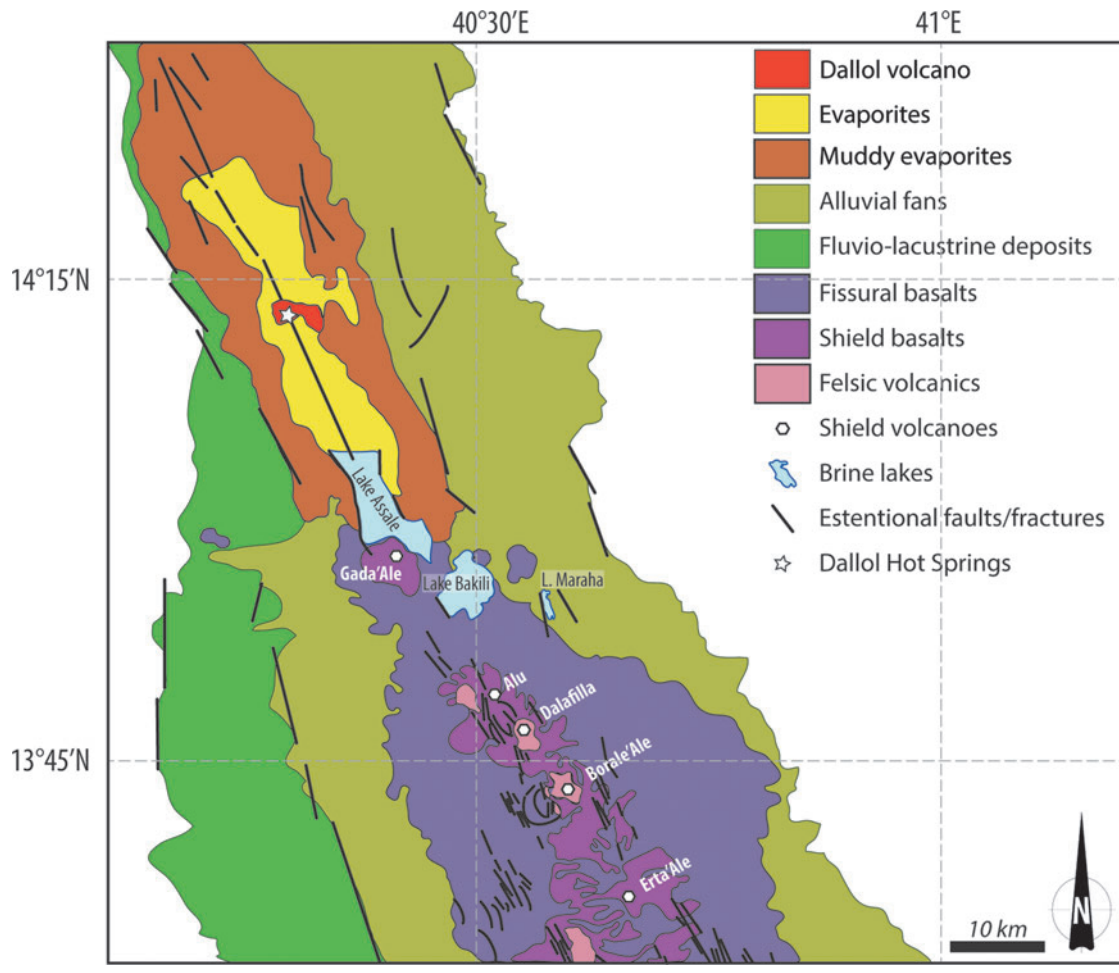 40°30′E
41°E
Dallol volcano
Evaporites
Muddy evaporites
Alluvial fans
Fluvio-lacustrine deposits
Fissural basalts
Shield basalts
Felsic volcanics
Shield volcanoes
Brine lakes
Estentional faults/fractures
Dallol Hot Springs
14°15′N
Lake Assale
Gada'Ale
Lake Bakili
L. Maraha
Alu
Dalafilla
13°45′N
Borale'Ale
Erta'Ale
10 km
N